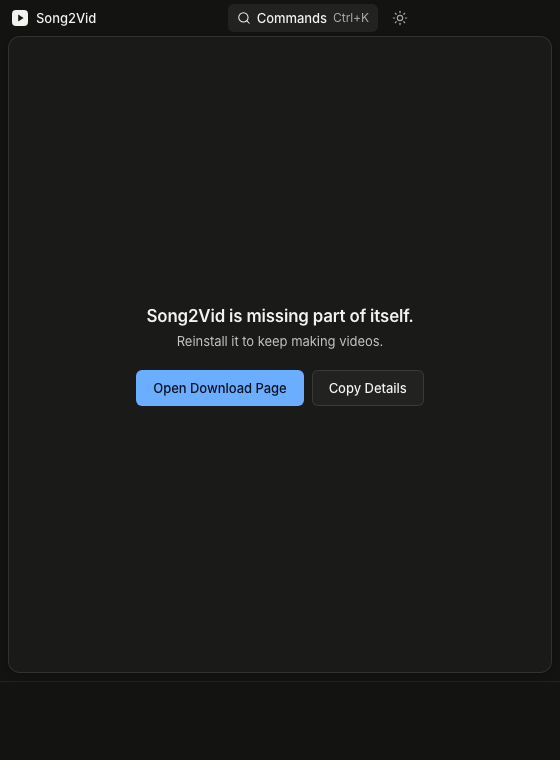 Song2Vid
Commands Ctrl+K
Song2Vid is missing part of itself.
Reinstall it to keep making videos.
Open Download Page
Copy Details